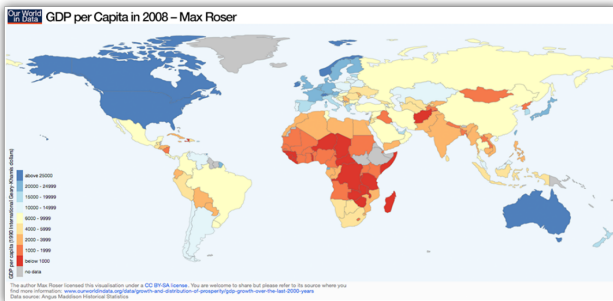 Our World
in Data
GDP per Capita in 2008 – Max Roser
GDP per capita (1990 International Geary-Khamis dollars)
above 25000
20000 - 24999
15000 - 19999
10000 - 14999
6000 - 9999
4000 - 5999
2000 - 3999
1000 - 1999
below 1000
no data
The author Max Roser licensed this visualisation under a CC BY-SA license. You are welcome to share but please refer to its source where you
find more information: www.ourworldindata.org/data/growth-and-distribution-of-prosperity/gdp-growth-over-the-last-2000-years
Data source: Angus Maddison Historical Statistics